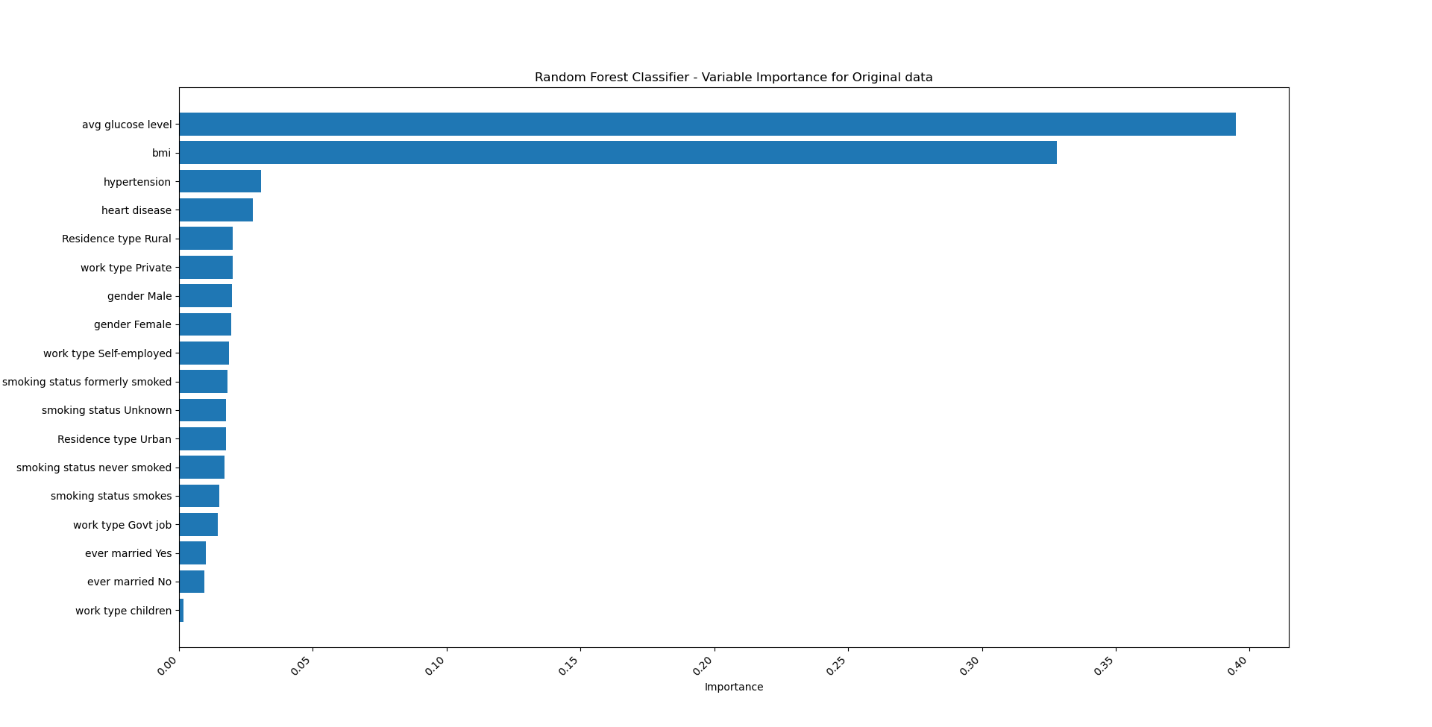 Random Forest Classifier - Variable Importance for Original data
avg glucose level
bmi
hypertension
heart disease
Residence type Rural
work type Private
gender Male
gender Female
work type Self-employed
smoking status formerly smoked
smoking status Unknown
Residence type Urban
smoking status never smoked
smoking status smokes
work type Govt job
ever married Yes
ever married No
work type children
0.00 0.05 0.10 0.15 0.20 0.25 0.30 0.35 0.40
Importance